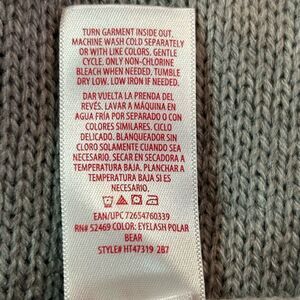 TURN GARMENT INSIDE OUT,
MACHINE WASH COLD SEPARATELY
OR WITH LIKE COLORS, GENTLE
CYCLE. ONLY NON-CHLORINE
BLEACH WHEN NEEDED, TUMBLE
DRY LOW. LOW IRON IF NEEDED.
DAR VUELTA LA PRENDA DEL
REVÉS. LAVAR A MÁQUINA EN
AGUA FRÍA POR SEPARADO O CON
COLORES SIMILARES. CICLO
DELICADO. BLANQUEADOR SIN
CLORO SOLAMENTE CUANDO SEA
NECESARIO. SECAR EN SECADORA A
TEMPERATURA BAJA. PLANCHAR A
TEMPERATURA BAJA SI ES
NECESARIO.
EAN/UPC 72654760339
RN# 52469 COLOR: EYELASH POLAR
BEAR
STYLE# HT47319 2B7